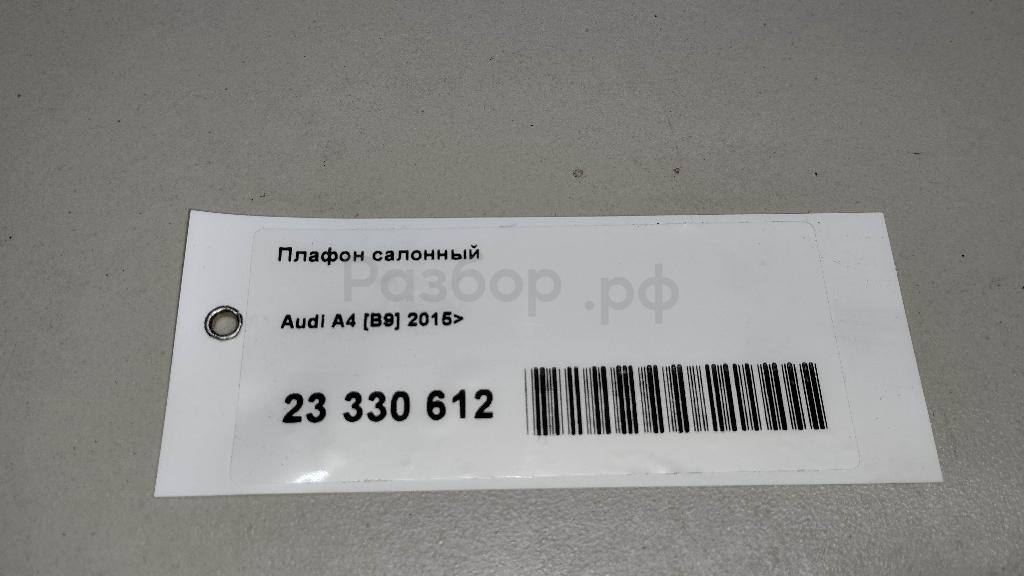 Плафон салонный
Разбор.рф
Audi A4 [B9] 2015>
23 330 612